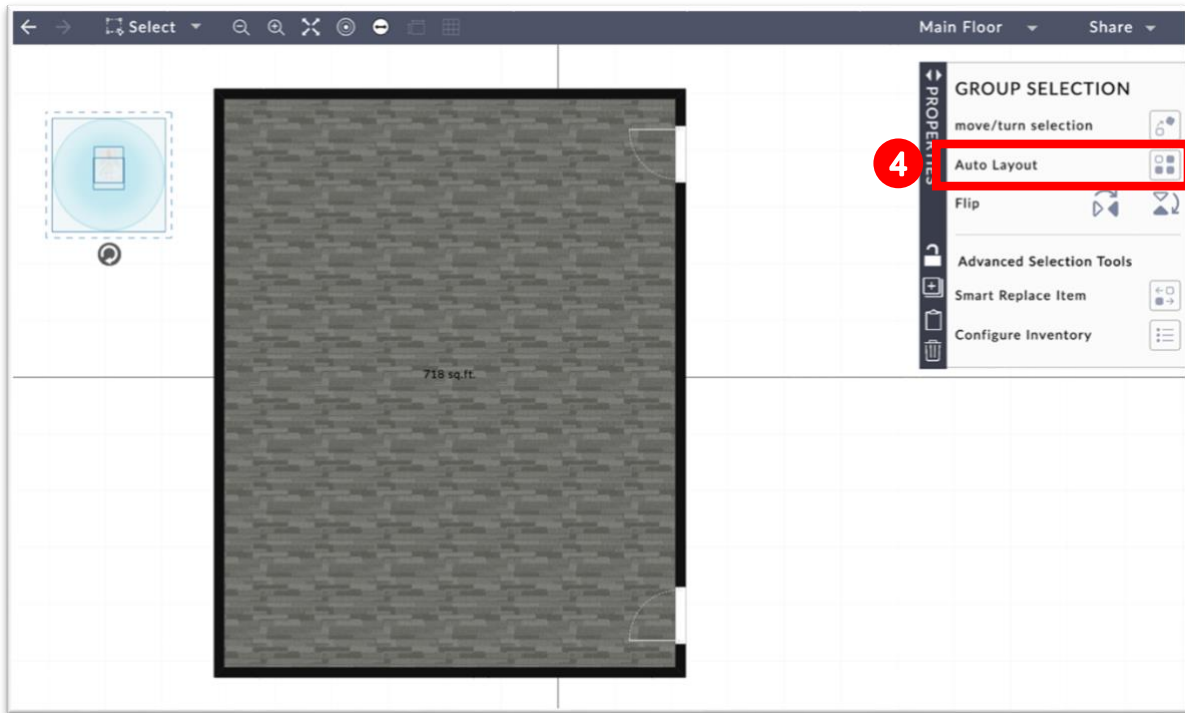 Select
Main Floor
Share
PROPERTIES
GROUP SELECTION
move/turn selection
4
Auto Layout
Flip
Advanced Selection Tools
Smart Replace Item
Configure Inventory
718 sq.ft.